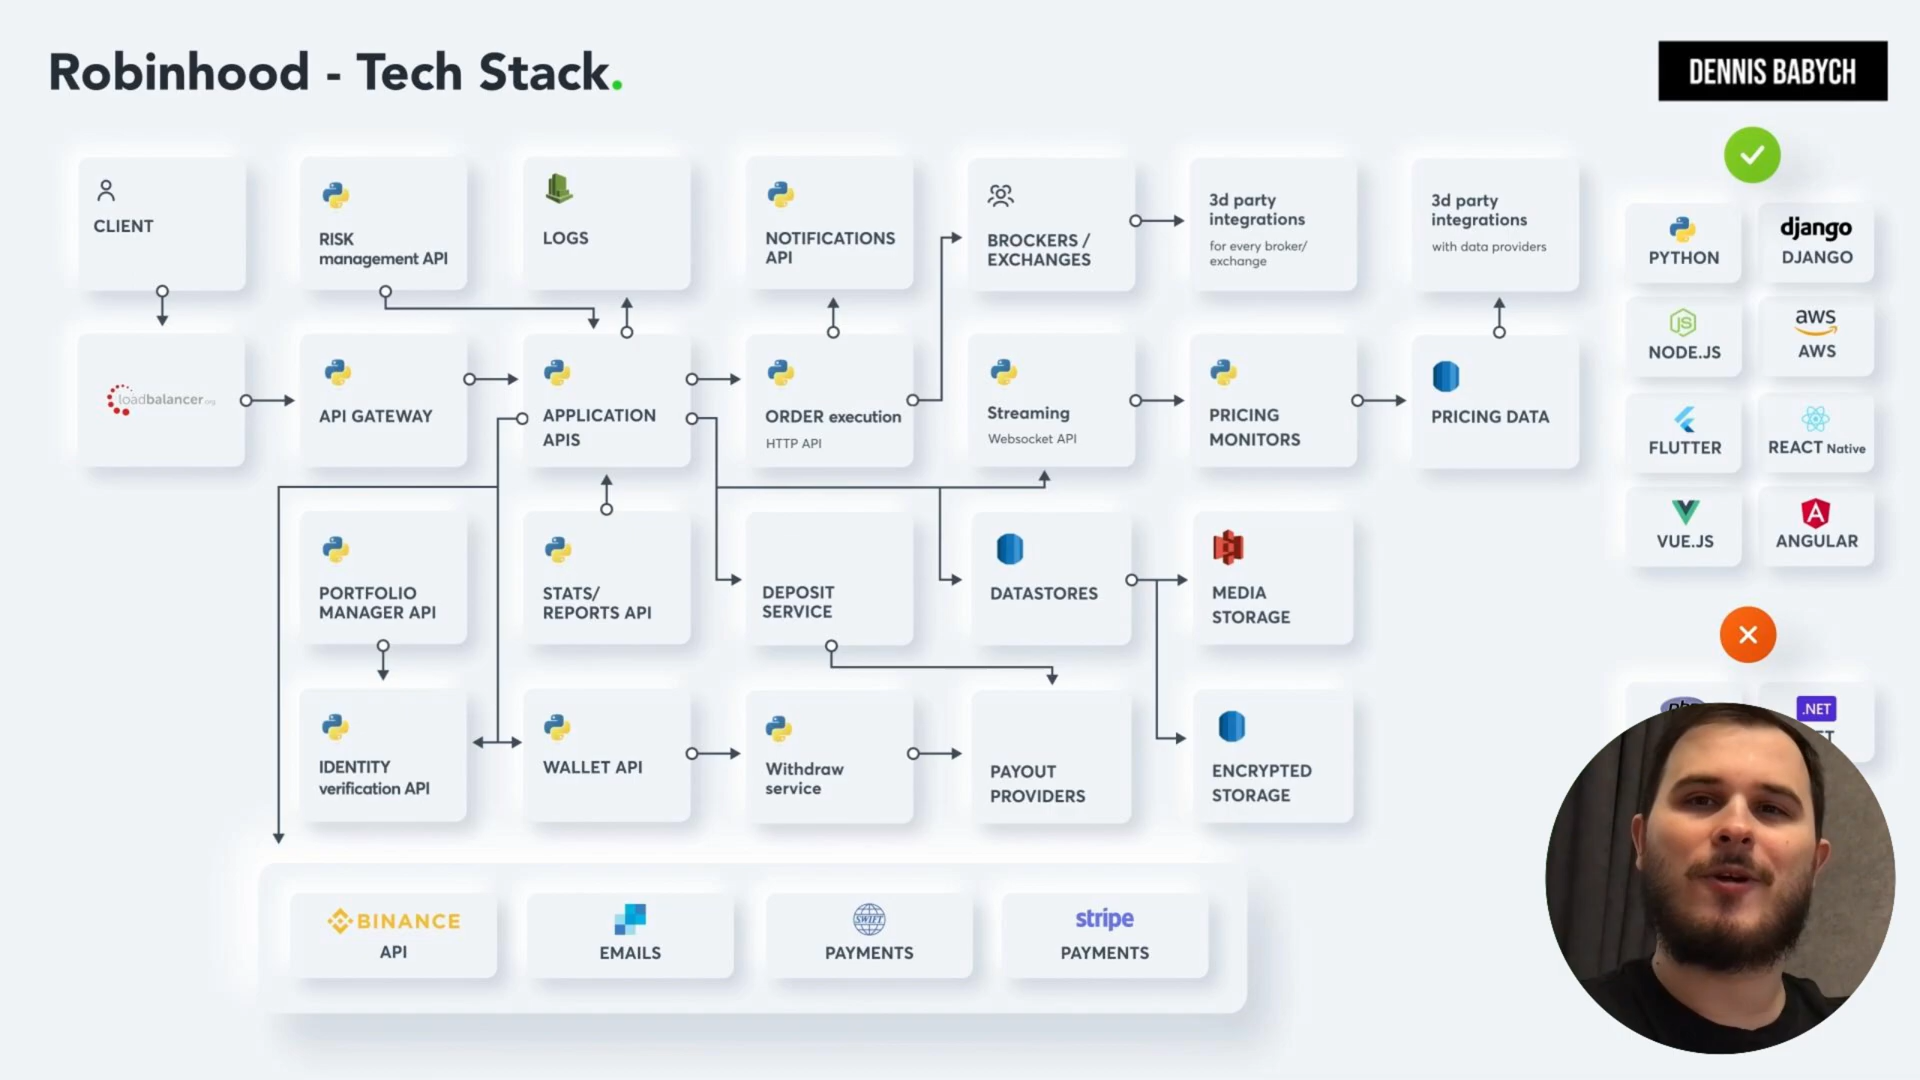 Robinhood - Tech Stack.
DENNIS BABYCH
CLIENT
RISK
management API
LOGS
NOTIFICATIONS
API
BROCKERS /
EXCHANGES
3d party
integrations
for every broker/
exchange
3d party
integrations
with data providers
loadbalancer.org
API GATEWAY
APPLICATION
APIS
ORDER execution
HTTP API
Streaming
Websocket API
PRICING
MONITORS
PRICING DATA
PORTFOLIO
MANAGER API
STATS/
REPORTS API
DEPOSIT
SERVICE
DATASTORES
MEDIA
STORAGE
IDENTITY
verification API
WALLET API
Withdraw
service
PAYOUT
PROVIDERS
ENCRYPTED
STORAGE
BINANCE
API
EMAILS
SWIFT
PAYMENTS
stripe
PAYMENTS
PYTHON
django
DJANGO
JS
NODE.JS
aws
AWS
FLUTTER
REACT Native
VUE.JS
A
ANGULAR
.NET